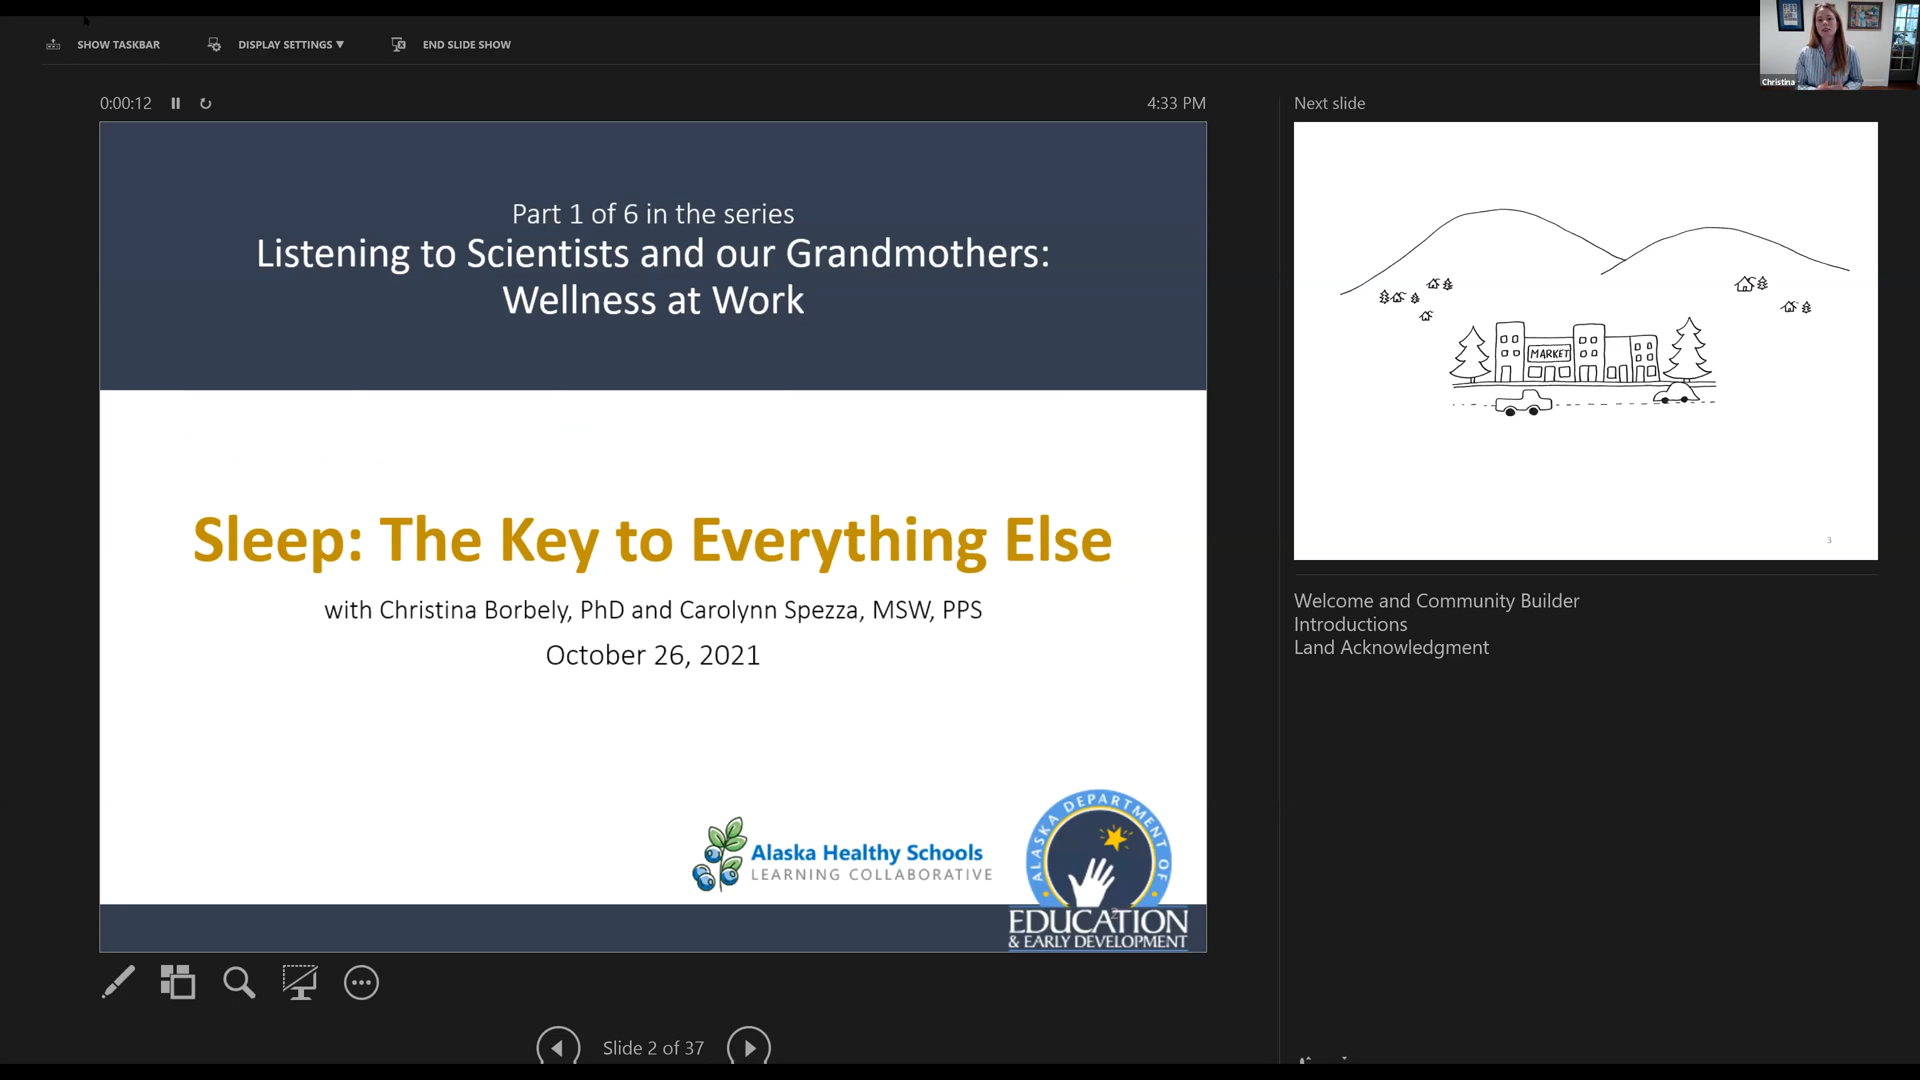 SHOW TASKBAR
DISPLAY SETTINGS ▼
END SLIDE SHOW
Christina
0:00:12
4:33 PM
Next slide
Part 1 of 6 in the series
Listening to Scientists and our Grandmothers:
Wellness at Work
Sleep: The Key to Everything Else
with Christina Borbely, PhD and Carolynn Spezza, MSW, PPS
October 26, 2021
Alaska Healthy Schools
LEARNING COLLABORATIVE
ALASKA DEPARTMENT OF
EDUCATION
& EARLY DEVELOPMENT
2
MARKET
3
Welcome and Community Builder
Introductions
Land Acknowledgment
Slide 2 of 37